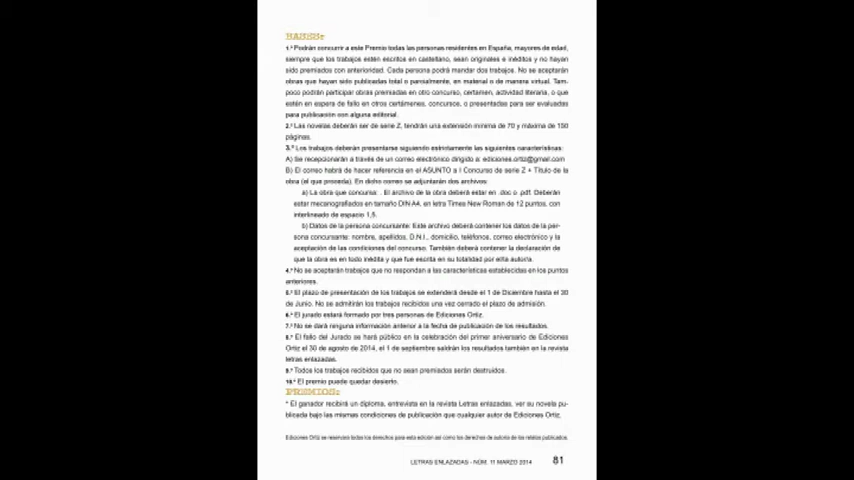 BASES:
1.ª Podrán concurrir a este Premio todas las personas residentes en España, mayores de edad,
siempre que los trabajos estén escritos en castellano, sean originales e inéditos y no hayan
sido premiados con anterioridad. Cada persona podrá mandar dos trabajos. No se aceptarán
obras que hayan sido publicadas total o parcialmente, en material o de manera virtual. Tam-
poco podrán participar obras premiadas en otro concurso, certamen, actividad literaria, o que
estén en espera de fallo en otros certámenes, concursos, o presentadas para ser evaluadas
para publicación con alguna editorial.
2.ª Las novelas deberán ser de serie Z, tendrán una extensión mínima de 70 y máxima de 150
páginas.
3.ª Los trabajos deberán presentarse siguiendo estrictamente las siguientes características:
A) Se recepcionarán a través de un correo electrónico dirigido a: ediciones.ortiz@gmail.com
B) El correo habrá de hacer referencia en el ASUNTO a I Concurso de serie Z + Título de la
obra (el que proceda). En dicho correo se adjuntarán dos archivos:
a) La obra que concursa: . El archivo de la obra deberá estar en .doc o .pdf. Deberán
estar mecanografiados en tamaño DIN A4, en letra Times New Roman de 12 puntos, con
interlineado de espacio 1,5.
b) Datos de la persona concursante: Este archivo deberá contener los datos de la per-
sona concursante: nombre, apellidos, D.N.I., domicilio, teléfonos, correo electrónico y la
aceptación de las condiciones del concurso. También deberá contener la declaración de
que la obra es en todo inédita y que fue escrita en su totalidad por el/la autor/a.
4.ª No se aceptarán trabajos que no respondan a las características establecidas en los puntos
anteriores.
5.ª El plazo de presentación de los trabajos se extenderá desde el 1 de Diciembre hasta el 30
de Junio. No se admitirán los trabajos recibidos una vez cerrado el plazo de admisión.
6.ª El jurado estará formado por tres personas de Ediciones Ortiz.
7.ª No se dará ninguna información anterior a la fecha de publicación de los resultados.
8.ª El fallo del Jurado se hará público en la celebración del primer aniversario de Ediciones
Ortiz el 30 de agosto de 2014, el 1 de septiembre saldrán los resultados también en la revista
letras enlazadas.
9.ª Todos los trabajos recibidos que no sean premiados serán destruidos.
10.ª El premio puede quedar desierto.
PREMIOS:
* El ganador recibirá un diploma, entrevista en la revista Letras enlazadas, ver su novela pu-
blicada bajo las mismas condiciones de publicación que cualquier autor de Ediciones Ortiz.
Ediciones Ortiz se reservara todos los derechos para esta edición así como los derechos de autoría de los relatos publicados.
LETRAS ENLAZADAS - NÚM. 11 MARZO 2014 81